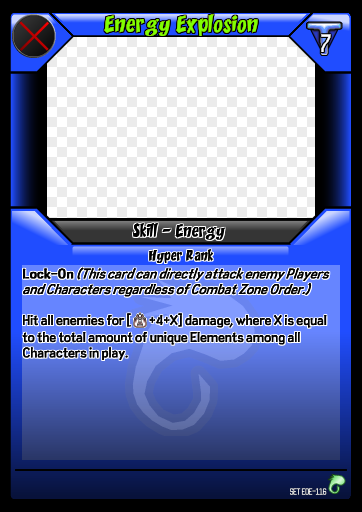 Energy Explosion
7
Skill - Energy
Hyper Rank
Lock-On (This card can directly attack enemy Players
and Characters regardless of Combat Zone Order.)
Hit all enemies for [ +4+X] damage, where X is equal
to the total amount of unique Elements among all
Characters in play.
SET EOE-116